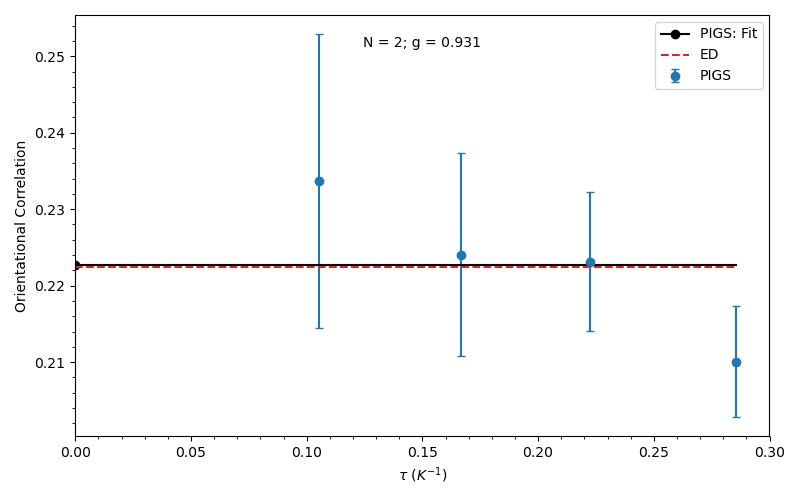 N = 2; g = 0.931
PIGS: Fit
ED
PIGS
Orientational Correlation
0.25
0.24
0.23
0.22
0.21
0.00 0.05 0.10 0.15 0.20 0.25 0.30
τ (K⁻¹)